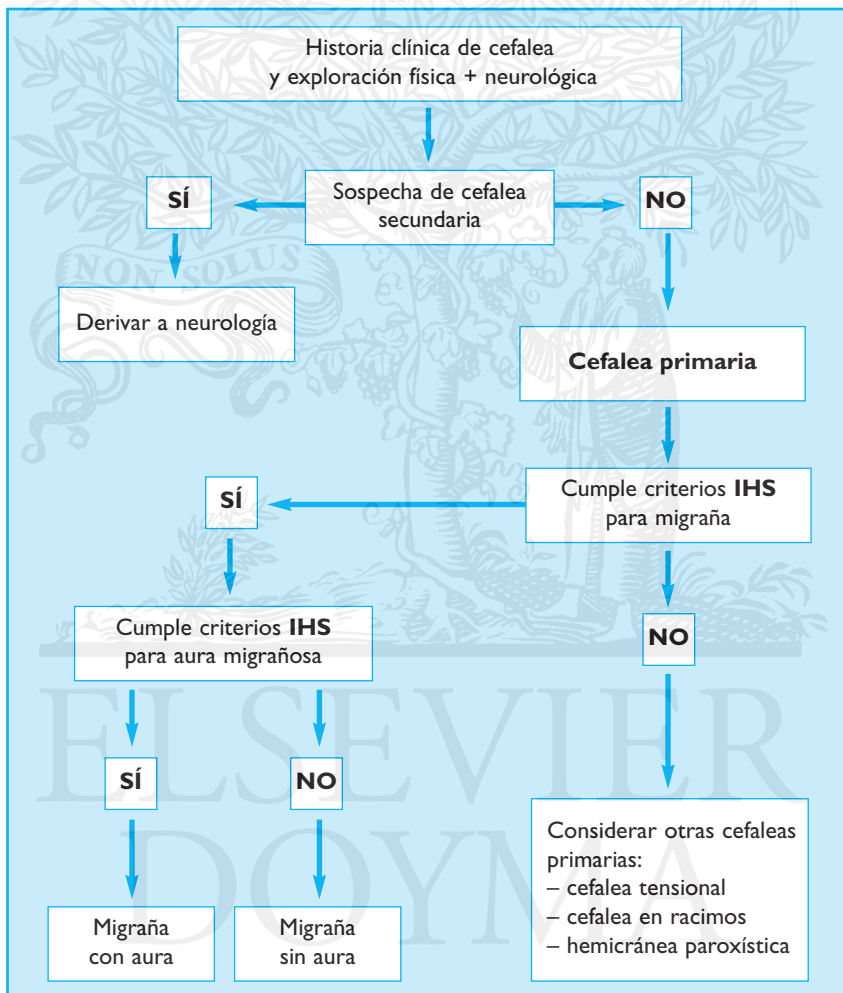 Historia clínica de cefalea
y exploración física + neurológica
SÍ
Sospecha de cefalea
secundaria
NO
NON SOLUS
Derivar a neurología
Cefalea primaria
SÍ
Cumple criterios IHS
para migraña
Cumple criterios IHS
para aura migrañosa
NO
SÍ
NO
Considerar otras cefaleas
primarias:
– cefalea tensional
– cefalea en racimos
– hemicránea paroxística
Migraña
con aura
Migraña
sin aura
ELSEVIER
DOYMA